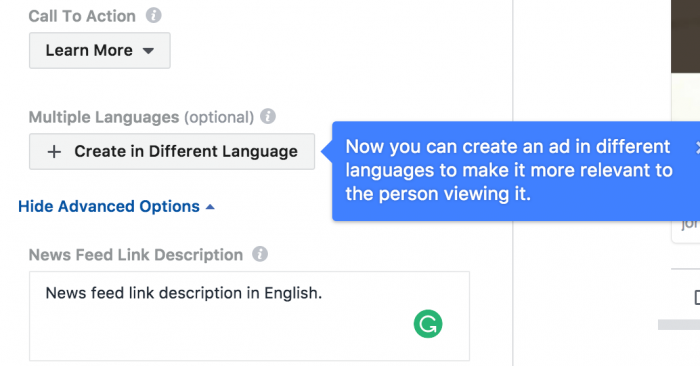 Call To Action
Learn More
Multiple Languages (optional)
+ Create in Different Language
Now you can create an ad in different
languages to make it more relevant to
the person viewing it.
Hide Advanced Options
News Feed Link Description
News feed link description in English.